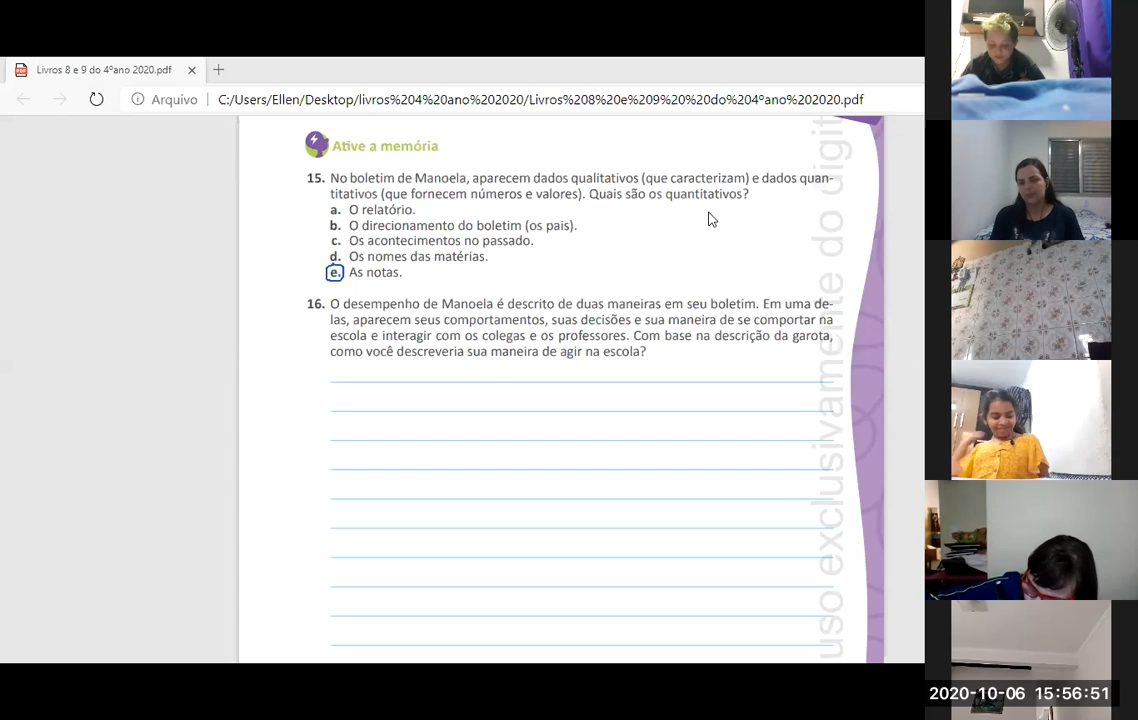 Livros 8 e 9 do 4ºano 2020.pdf
Arquivo
C:/Users/Ellen/Desktop/livros%204%20ano%202020/Livros%208%20e%209%20%20do%204ºano%202020.pdf
Ative a memória
15. No boletim de Manoela, aparecem dados qualitativos (que caracterizam) e dados quan-
titativos (que fornecem números e valores). Quais são os quantitativos?
a. O relatório.
b. O direcionamento do boletim (os pais).
c. Os acontecimentos no passado.
d. Os nomes das matérias.
e. As notas.
16. O desempenho de Manoela é descrito de duas maneiras em seu boletim. Em uma de-
las, aparecem seus comportamentos, suas decisões e sua maneira de se comportar na
escola e interagir com os colegas e os professores. Com base na descrição da garota,
como você descreveria sua maneira de agir na escola?
uso exclusivamente do digit
2020-10-06 15:56:51